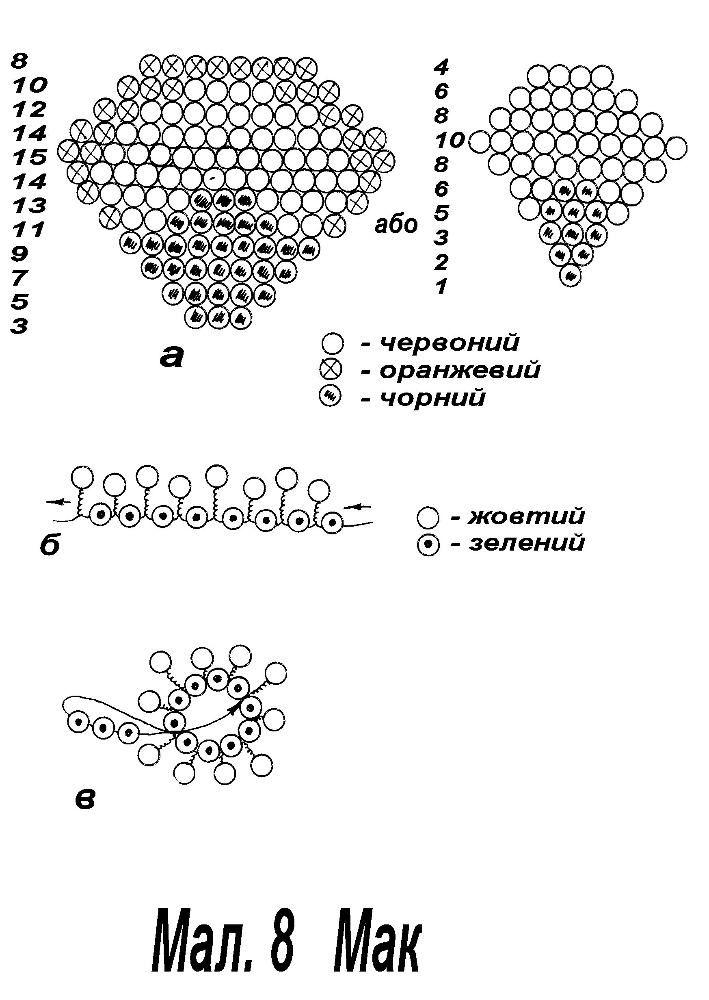 8
10
12
14
15
14
13
11
9
7
5
3
а
або
4
6
8
10
8
6
5
3
2
1
- червоний
- оранжевий
- чорний
б
- жовтий
- зелений
в
Мал. 8 Мак